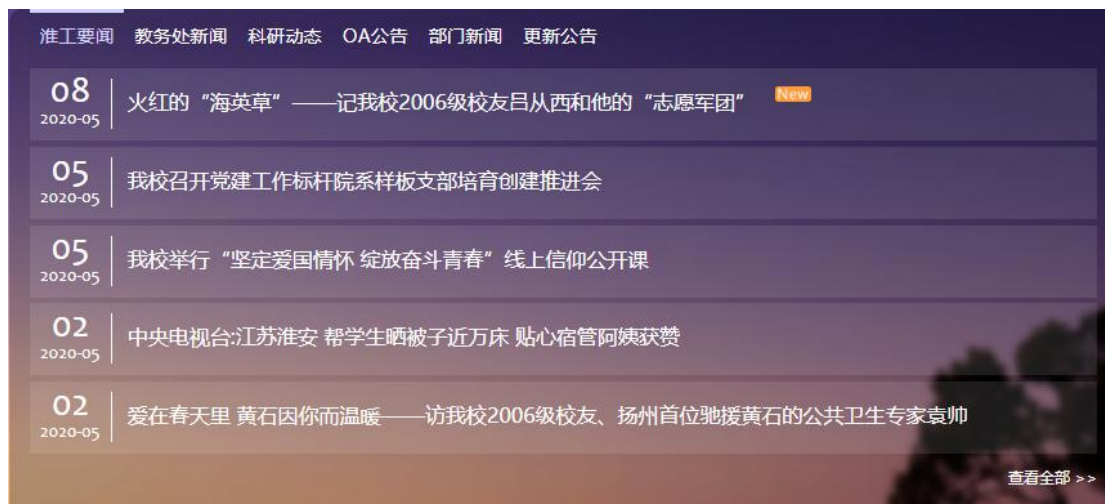 淮工要闻 教务处新闻 科研动态 OA公告 部门新闻 更新公告
08
2020-05
火红的“海英草”——记我校2006级校友吕从西和他的“志愿军团” New
05
2020-05
我校召开党建工作标杆院系样板支部培育创建推进会
05
2020-05
我校举行“坚定爱国情怀 绽放奋斗青春”线上信仰公开课
02
2020-05
中央电视台:江苏淮安 帮学生晒被子近万床 贴心宿管阿姨获赞
02
2020-05
爱在春天里 黄石因你而温暖——访我校2006级校友、扬州首位驰援黄石的公共卫生专家袁帅
查看全部 >>